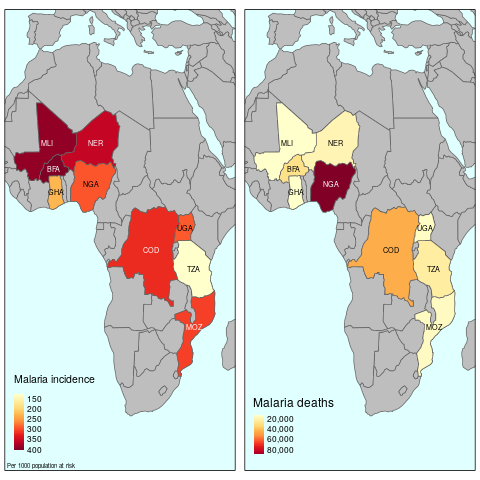 MLI
NER
BFA
GHA
NGA
UGA
COD
TZA
MOZ
Malaria incidence
150
200
250
300
350
400
Per 1000 population at risk
MLI
NER
BFA
GHA
NGA
UGA
COD
TZA
MOZ
Malaria deaths
20,000
40,000
60,000
80,000